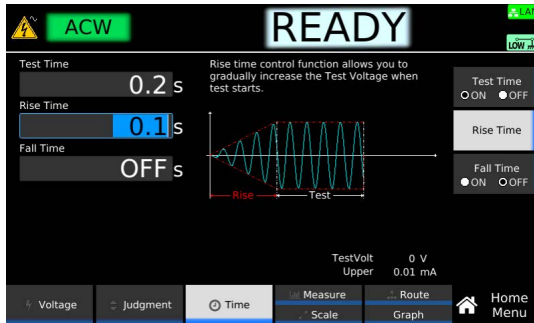 ACW
READY
LAN
LOW
Test Time
0.2 s
Rise Time
0.1 s
Fall Time
OFF s
Rise time control function allows you to
gradually increase the Test Voltage when
test starts.
Rise
Test
TestVolt 0 V
Upper 0.01 mA
Test Time
ON OFF
Rise Time
Fall Time
ON OFF
Voltage
Judgment
Time
Measure
Scale
Route
Graph
Home
Menu